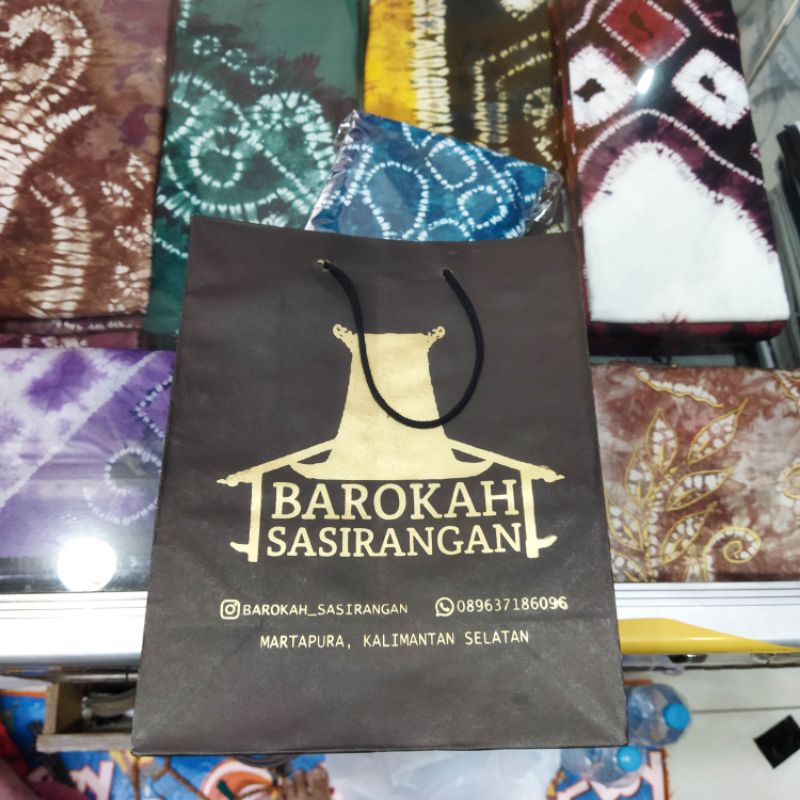 BAROKAH
SASIRANGAN
BAROKAH_SASIRANGAN 089637186096
MARTAPURA, KALIMANTAN SELATAN